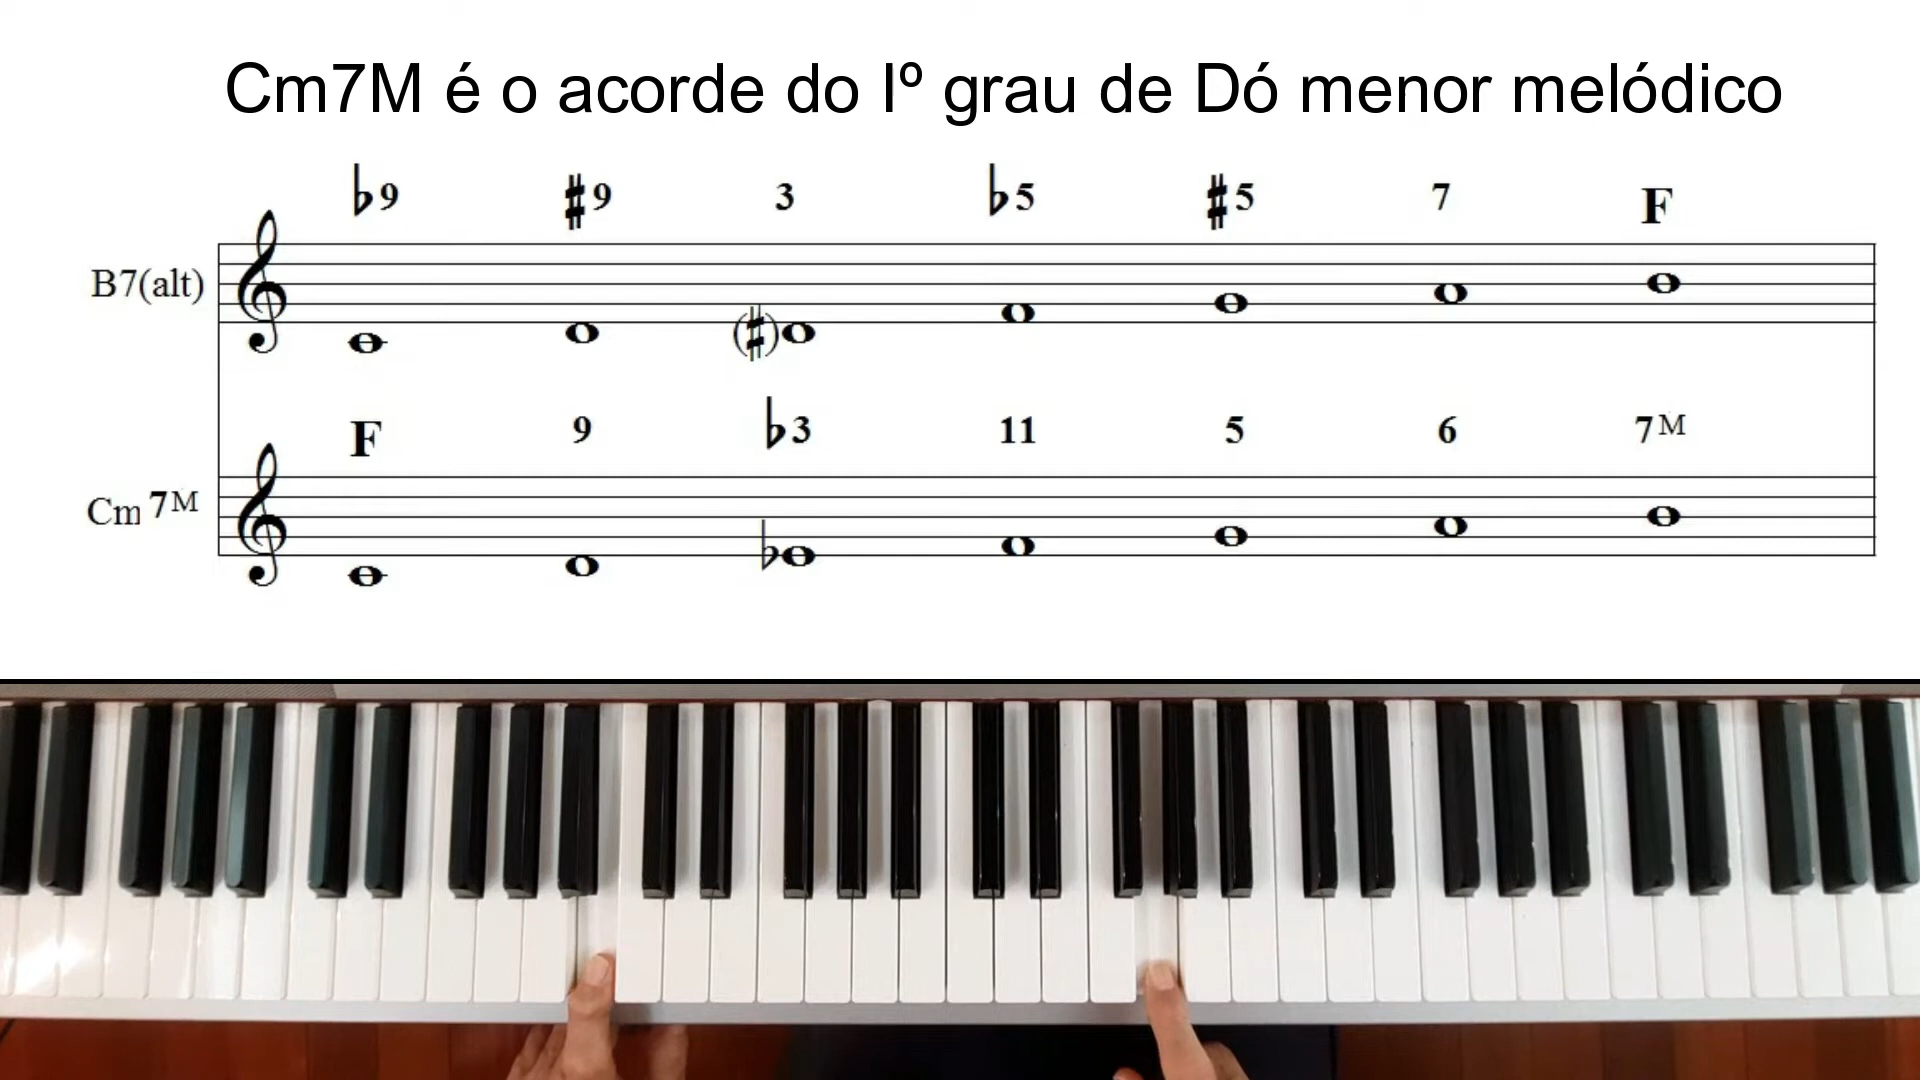 Cm7M é o acorde do Iº grau de Dó menor melódico
♭9 ♯9 3 ♭5 ♯5 7 F
B7(alt)
(♯)
F 9 ♭3 11 5 6 7M
Cm 7M
♭